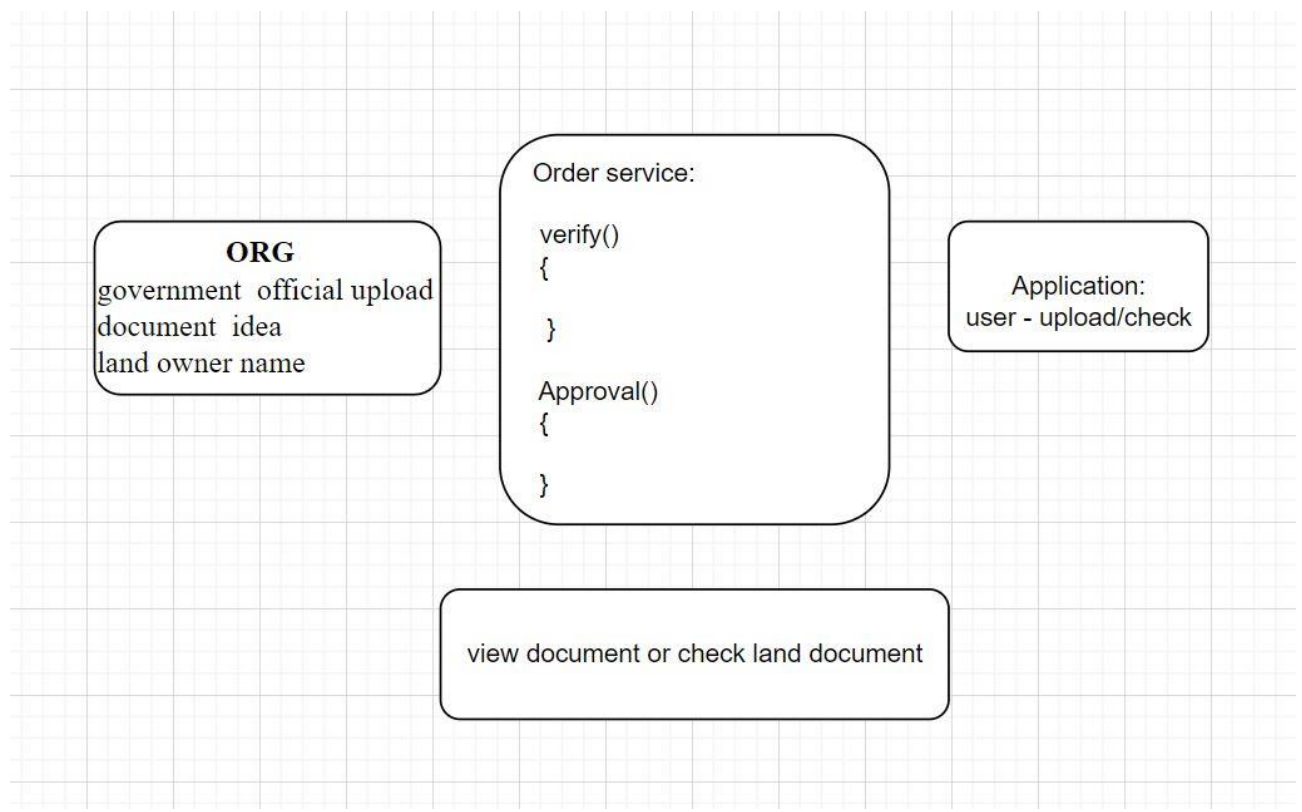 ORG
government official upload
document idea
land owner name
Order service:
verify()
{
}
Approval()
{
}
Application:
user - upload/check
view document or check land document